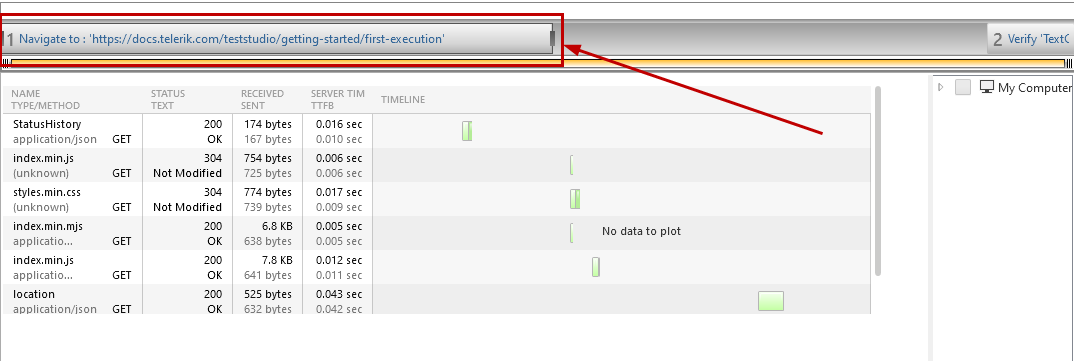 1 Navigate to : 'https://docs.telerik.com/teststudio/getting-started/first-execution'
2 Verify 'TextC
NAME STATUS RECEIVED SERVER TIM TIMELINE
TYPE/METHOD TEXT SENT TTFB
My Computer
StatusHistory 200 174 bytes 0.016 sec
application/json GET OK 167 bytes 0.010 sec
index.min.js 304 754 bytes 0.006 sec
(unknown) GET Not Modified 725 bytes 0.006 sec
styles.min.css 304 774 bytes 0.017 sec
(unknown) GET Not Modified 739 bytes 0.009 sec
index.min.mjs 200 6.8 KB 0.005 sec
applicatio... GET OK 638 bytes 0.005 sec
No data to plot
index.min.js 200 7.8 KB 0.012 sec
applicatio... GET OK 641 bytes 0.011 sec
location 200 525 bytes 0.043 sec
application/json GET OK 632 bytes 0.042 sec